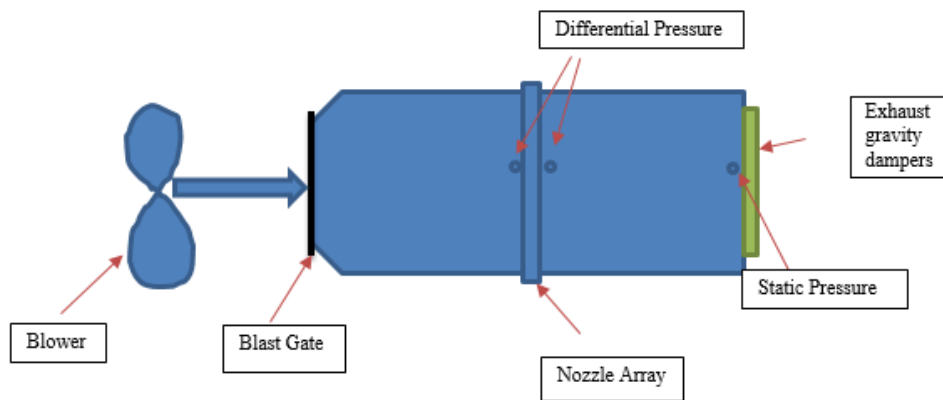 Differential Pressure
Exhaust
gravity
dampers
Static Pressure
Blower
Blast Gate
Nozzle Array